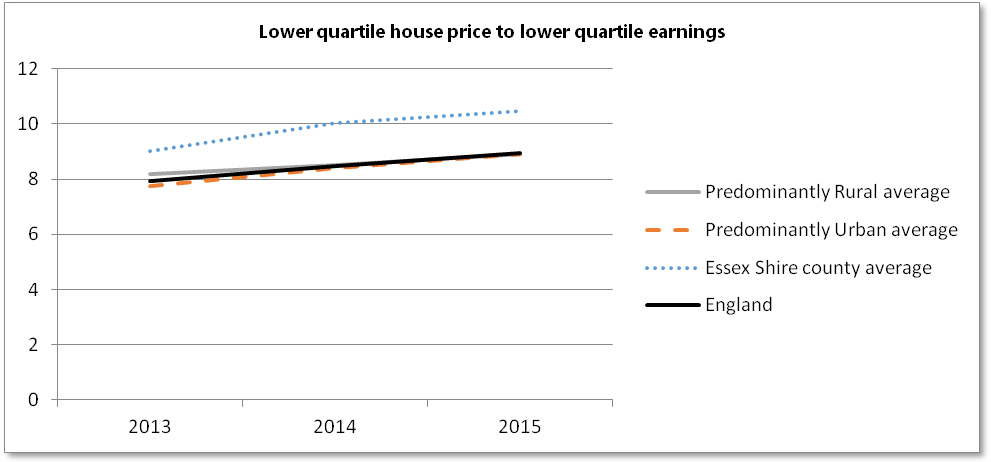 Lower quartile house price to lower quartile earnings
12
10
8
6
4
2
0
2013 2014 2015
Predominantly Rural average
Predominantly Urban average
Essex Shire county average
England